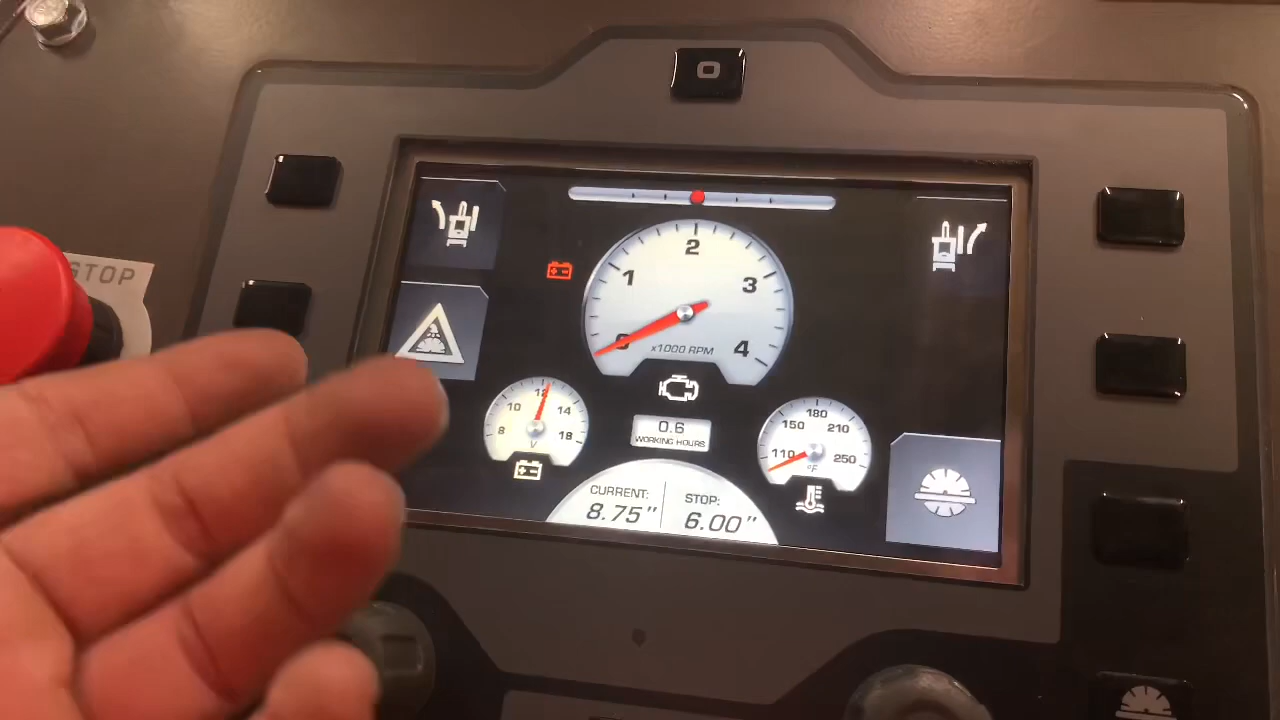 STOP
1 2 3 4
0
x1000 RPM
8 10 12 14 18
V
0.6
WORKING HOURS
110 150 180 210 250
°F
CURRENT: STOP:
8.75" 6.00"